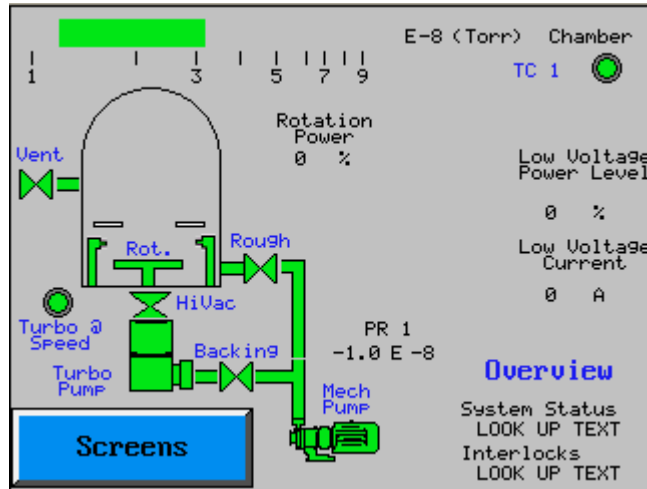 E-8 (Torr) Chamber
1 3 5 7 9
TC 1
Rotation
Power
0 %
Vent
Low Voltage
Power Level
0 %
Rot.
Rough
Low Voltage
Current
0 A
HiVac
Turbo @
Speed
PR 1
-1.0 E -8
Backing
Turbo
Pump
Overview
Mech
Pump
System Status
LOOK UP TEXT
Screens
Interlocks
LOOK UP TEXT